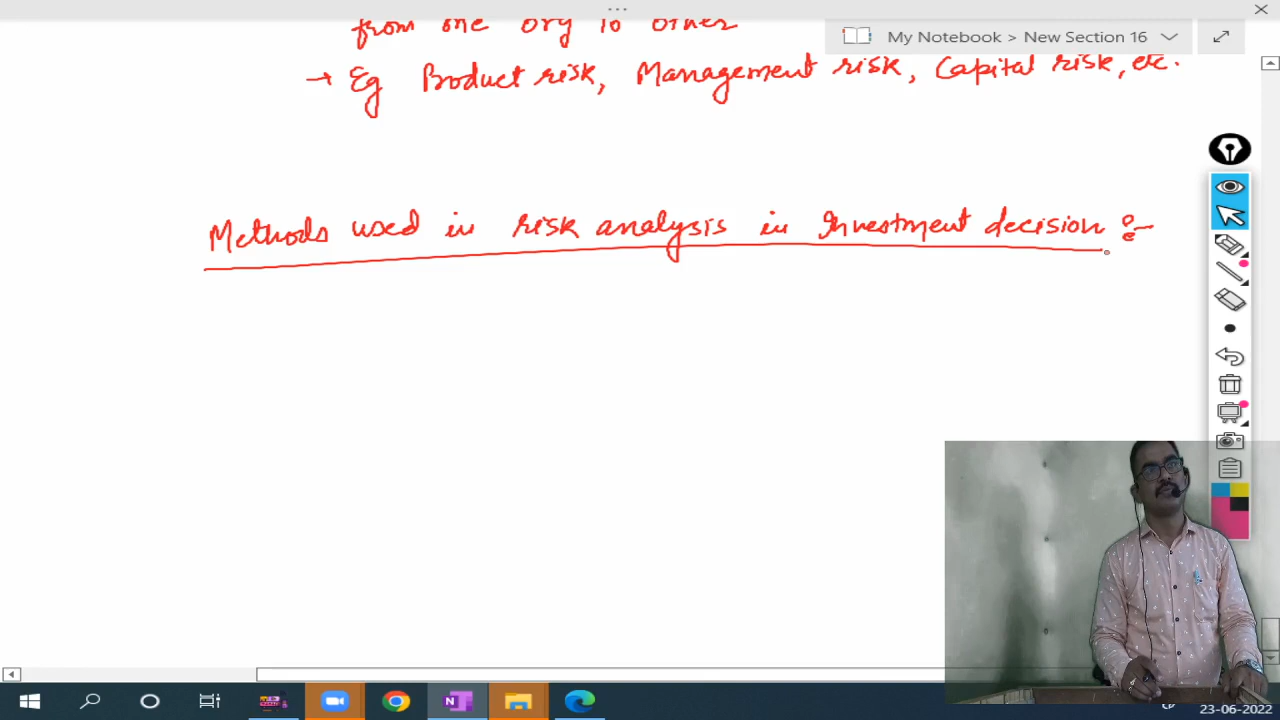 from one org to other
My Notebook > New Section 16
→ Eg Product risk, Management risk, Capital risk, etc.
Methods used in risk analysis in Investment decision :-
23-06-2022